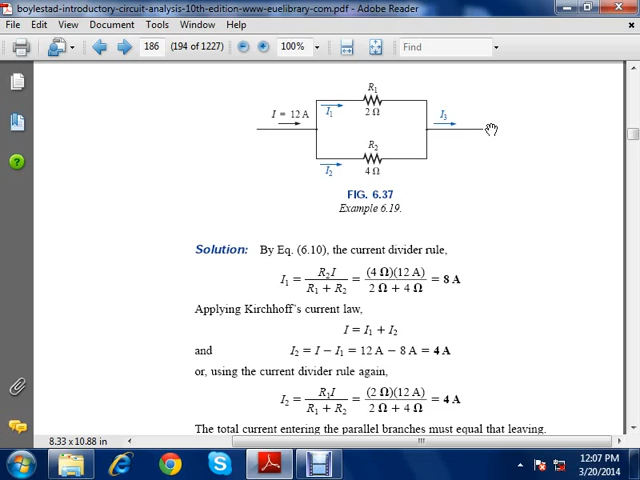 boylestad-introductory-circuit-analysis-10th-edition-www-euelibrary-com.pdf - Adobe Reader
File Edit View Document Tools Window Help
186 (194 of 1227) 100% Find
R1
I = 12 A I1 2 Ω I3
R2
I2 4 Ω
FIG. 6.37
Example 6.19.
Solution: By Eq. (6.10), the current divider rule,
I1 = R2I / (R1 + R2) = (4 Ω)(12 A) / (2 Ω + 4 Ω) = 8 A
Applying Kirchhoff's current law,
I = I1 + I2
and I2 = I − I1 = 12 A − 8 A = 4 A
or, using the current divider rule again,
I2 = R1I / (R1 + R2) = (2 Ω)(12 A) / (2 Ω + 4 Ω) = 4 A
The total current entering the parallel branches must equal that leaving.
8.33 x 10.88 in
12:07 PM
3/20/2014